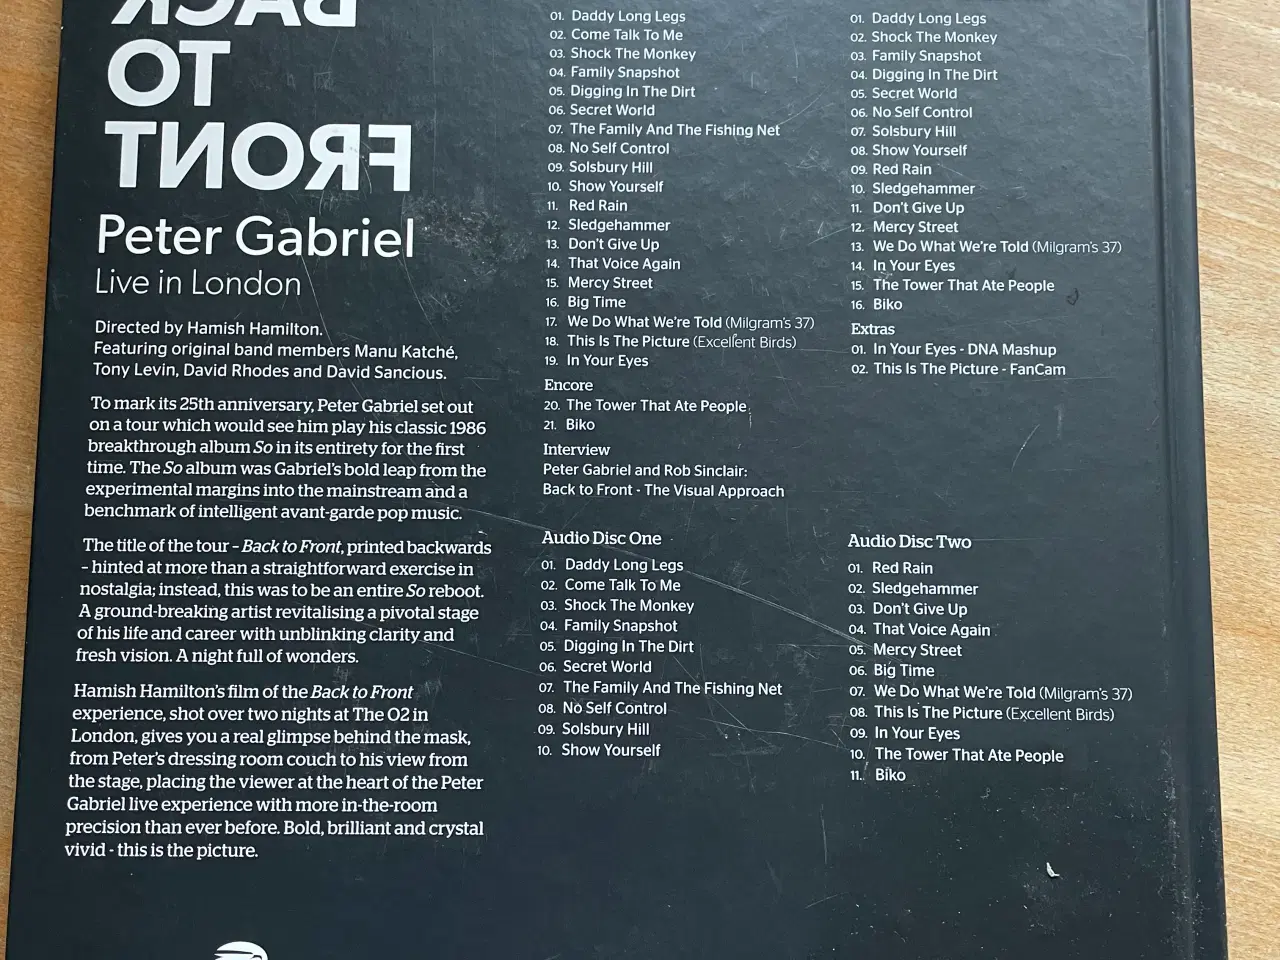 BACK
TO
FRONT
Peter Gabriel
Live in London
Directed by Hamish Hamilton.
Featuring original band members Manu Katché,
Tony Levin, David Rhodes and David Sancious.
To mark its 25th anniversary, Peter Gabriel set out
on a tour which would see him play his classic 1986
breakthrough album So in its entirety for the first
time. The So album was Gabriel's bold leap from the
experimental margins into the mainstream and a
benchmark of intelligent avant-garde pop music.
The title of the tour – Back to Front, printed backwards
– hinted at more than a straightforward exercise in
nostalgia; instead, this was to be an entire So reboot.
A ground-breaking artist revitalising a pivotal stage
of his life and career with unblinking clarity and
fresh vision. A night full of wonders.
Hamish Hamilton's film of the Back to Front
experience, shot over two nights at The O2 in
London, gives you a real glimpse behind the mask,
from Peter's dressing room couch to his view from
the stage, placing the viewer at the heart of the Peter
Gabriel live experience with more in-the-room
precision than ever before. Bold, brilliant and crystal
vivid - this is the picture.
01. Daddy Long Legs
02. Come Talk To Me
03. Shock The Monkey
04. Family Snapshot
05. Digging In The Dirt
06. Secret World
07. The Family And The Fishing Net
08. No Self Control
09. Solsbury Hill
10. Show Yourself
11. Red Rain
12. Sledgehammer
13. Don't Give Up
14. That Voice Again
15. Mercy Street
16. Big Time
17. We Do What We're Told (Milgram's 37)
18. This Is The Picture (Excellent Birds)
19. In Your Eyes
Encore
20. The Tower That Ate People
21. Biko
Interview
Peter Gabriel and Rob Sinclair:
Back to Front - The Visual Approach
01. Daddy Long Legs
02. Shock The Monkey
03. Family Snapshot
04. Digging In The Dirt
05. Secret World
06. No Self Control
07. Solsbury Hill
08. Show Yourself
09. Red Rain
10. Sledgehammer
11. Don't Give Up
12. Mercy Street
13. We Do What We're Told (Milgram's 37)
14. In Your Eyes
15. The Tower That Ate People
16. Biko
Extras
01. In Your Eyes - DNA Mashup
02. This Is The Picture - FanCam
Audio Disc One
01. Daddy Long Legs
02. Come Talk To Me
03. Shock The Monkey
04. Family Snapshot
05. Digging In The Dirt
06. Secret World
07. The Family And The Fishing Net
08. No Self Control
09. Solsbury Hill
10. Show Yourself
Audio Disc Two
01. Red Rain
02. Sledgehammer
03. Don't Give Up
04. That Voice Again
05. Mercy Street
06. Big Time
07. We Do What We're Told (Milgram's 37)
08. This Is The Picture (Excellent Birds)
09. In Your Eyes
10. The Tower That Ate People
11. Biko